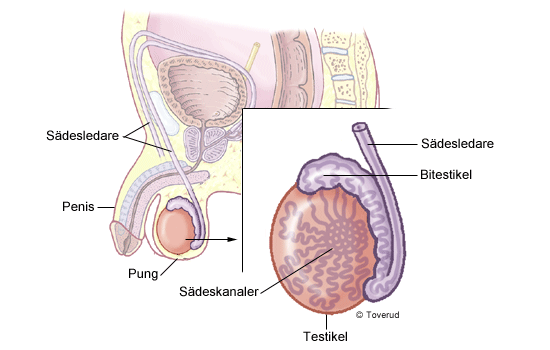 Sädesledare
Sädesledare
Bitestikel
Penis
Pung
Sädeskanaler
© Toverud
Testikel